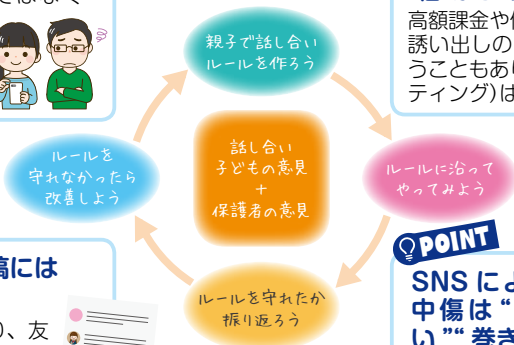 高額課金や
誘い出しの
うこともあり
ティング)は
親子で話し合い
ルールを作ろう
話し合い
子どもの意見
+
保護者の意見
ルールを
守れなかったら
改善しよう
ルールに沿って
やってみよう
ルールを守れたか
振り返ろう
稿には
り、友
POINT
SNS によ
中傷は“
い”“巻き